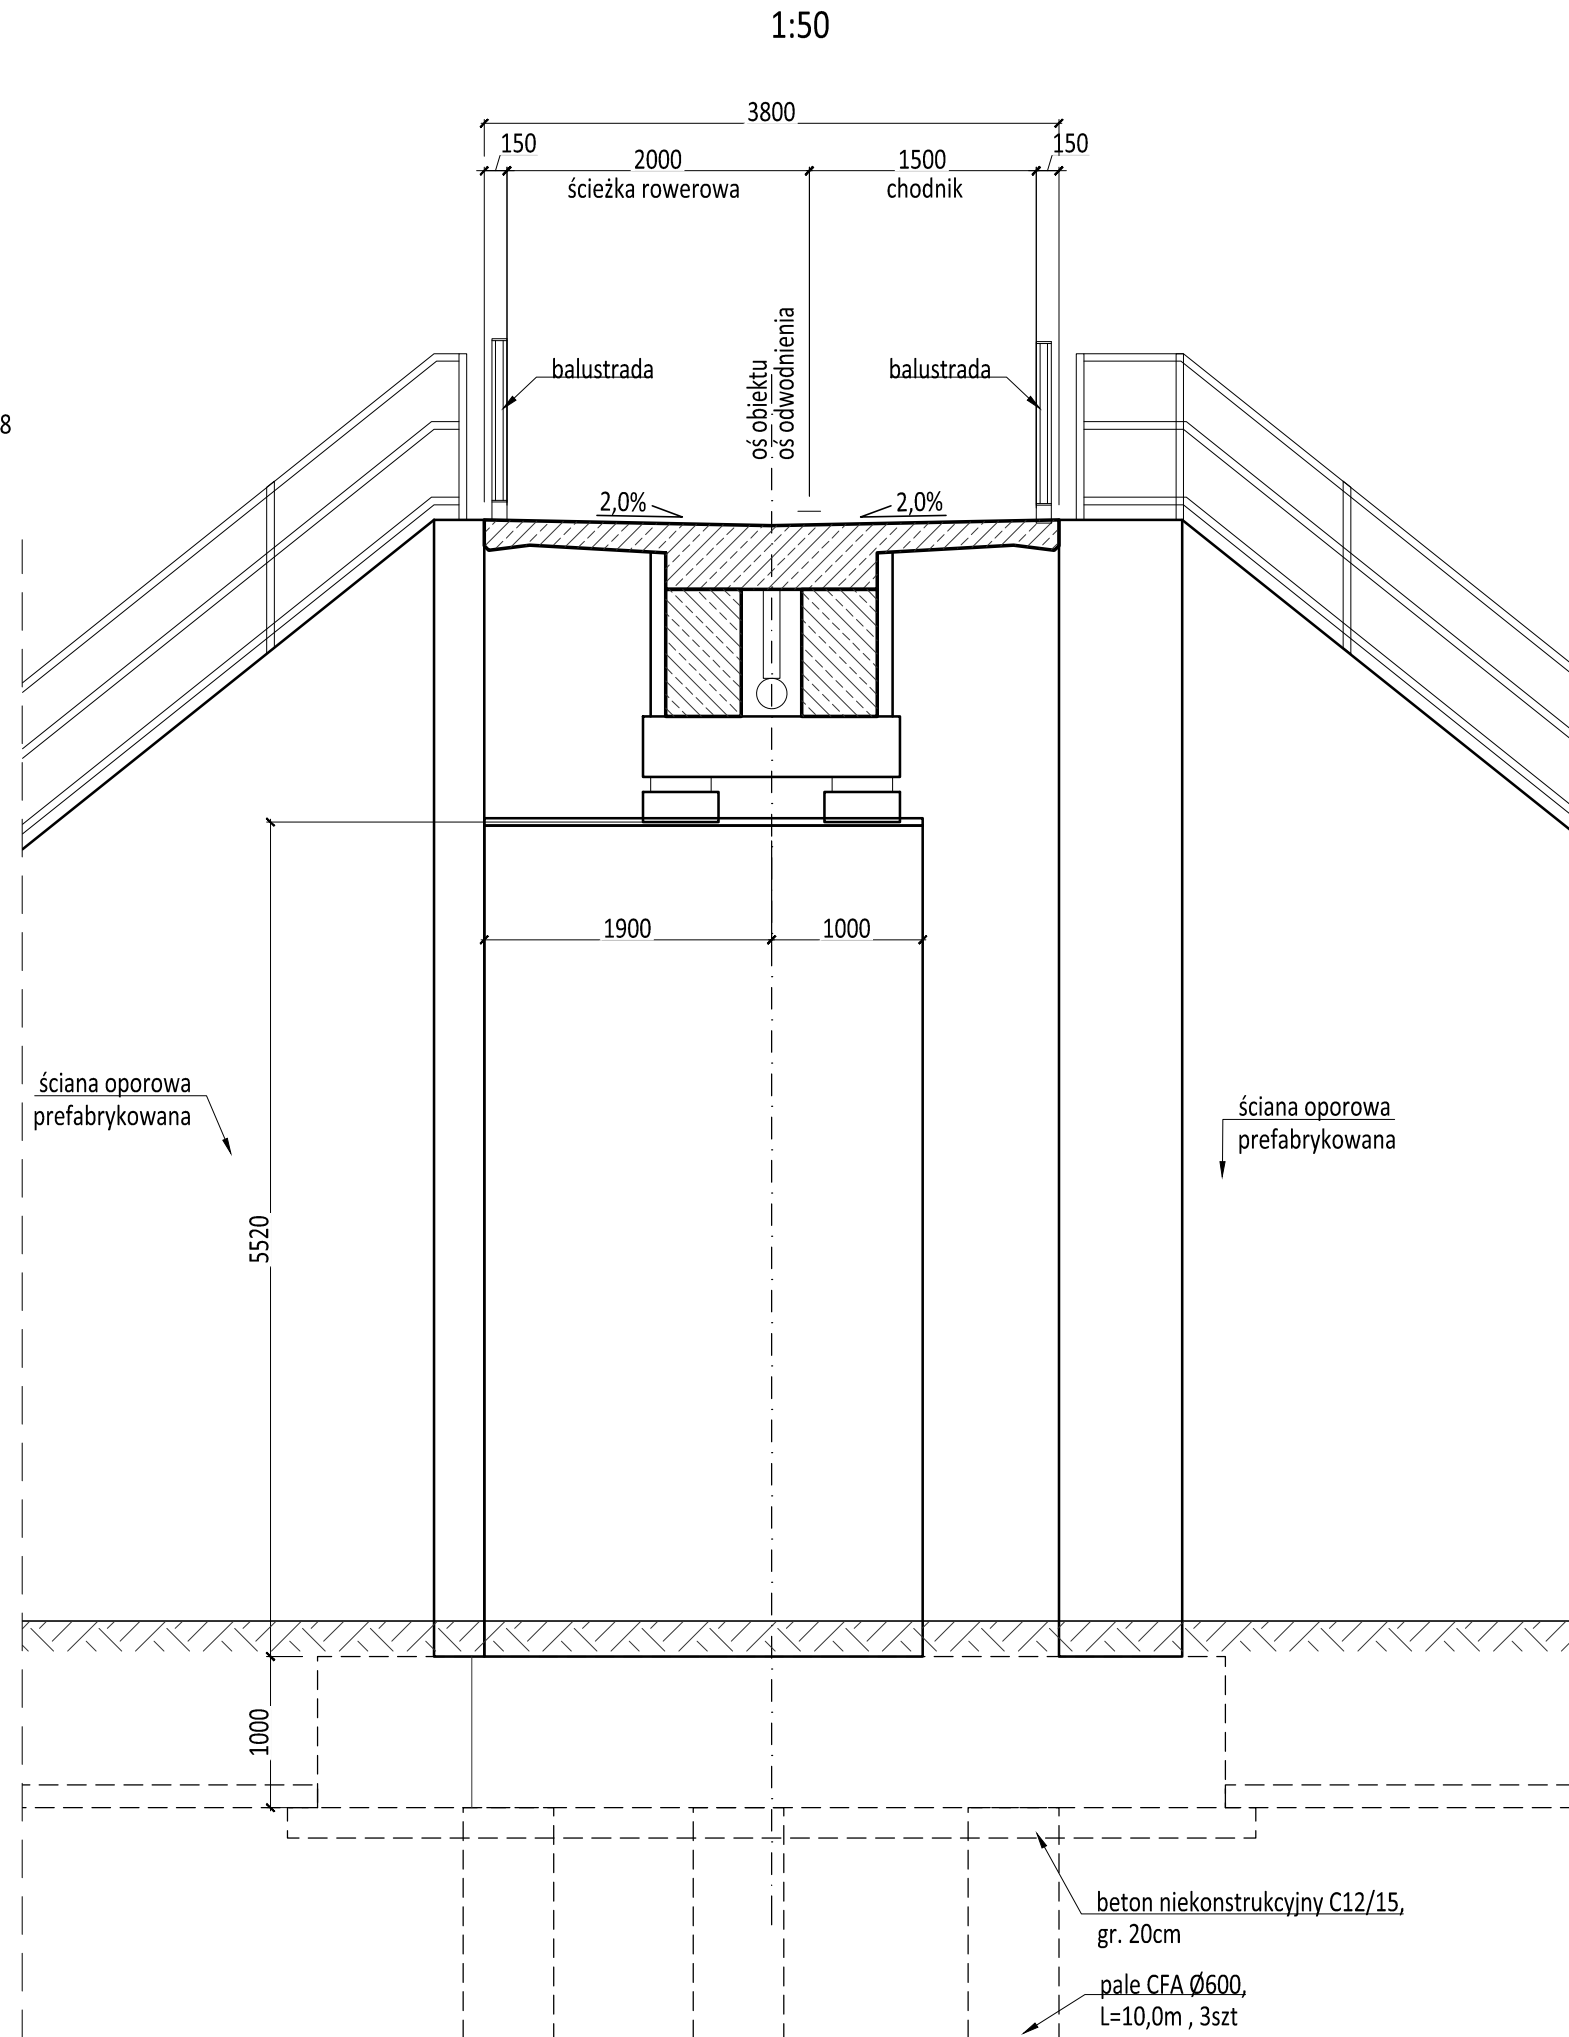 1:50
3800
150
2000
1500
150
ścieżka rowerowa
chodnik
oś obiektu
oś odwodnienia
balustrada
balustrada
8
2,0%
2,0%
1900
1000
ściana oporowa
prefabrykowana
ściana oporowa
prefabrykowana
5520
1000
beton niekonstrukcyjny C12/15,
gr. 20cm
pale CFA Ø600,
L=10,0m , 3szt